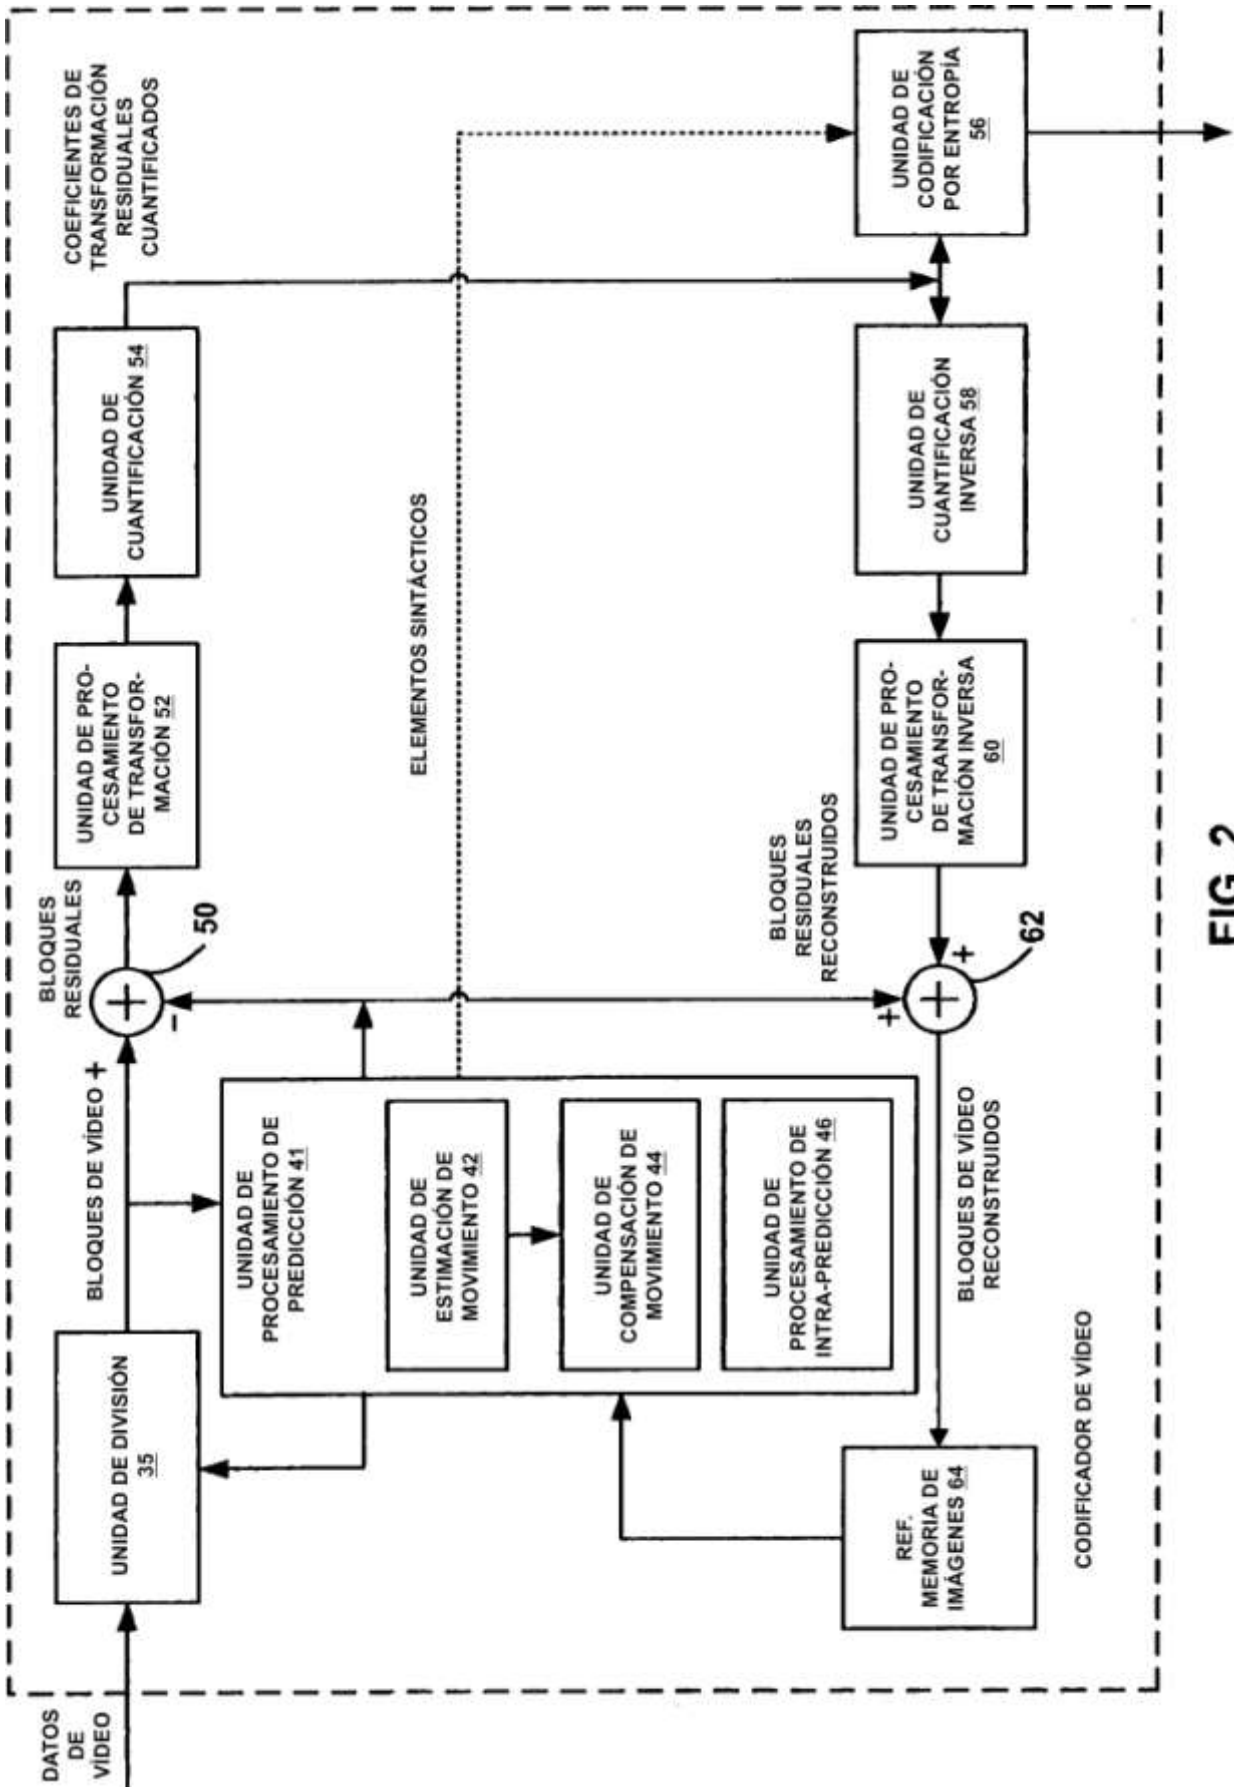 DATOS
DE
VÍDEO
UNIDAD DE DIVISIÓN
35
BLOQUES DE VÍDEO
+
-
BLOQUES
RESIDUALES
50
UNIDAD DE PRO-
CESAMIENTO
DE TRANSFOR-
MACIÓN 52
UNIDAD DE
CUANTIFICACIÓN 54
COEFICIENTES DE
TRANSFORMACIÓN
RESIDUALES
CUANTIFICADOS
UNIDAD DE
PROCESAMIENTO DE
PREDICCIÓN 41
UNIDAD DE
ESTIMACIÓN DE
MOVIMIENTO 42
UNIDAD DE
COMPENSACIÓN DE
MOVIMIENTO 44
UNIDAD DE
PROCESAMIENTO DE
INTRA-PREDICCIÓN 46
ELEMENTOS SINTÁCTICOS
REF.
MEMORIA DE
IMÁGENES 64
BLOQUES DE VÍDEO
RECONSTRUIDOS
+
+
62
BLOQUES
RESIDUALES
RECONSTRUIDOS
UNIDAD DE PRO-
CESAMIENTO
DE TRANSFOR-
MACIÓN INVERSA
60
UNIDAD DE
CUANTIFICACIÓN
INVERSA 58
UNIDAD DE
CODIFICACIÓN
POR ENTROPÍA
56
CODIFICADOR DE VÍDEO
FIG. 2